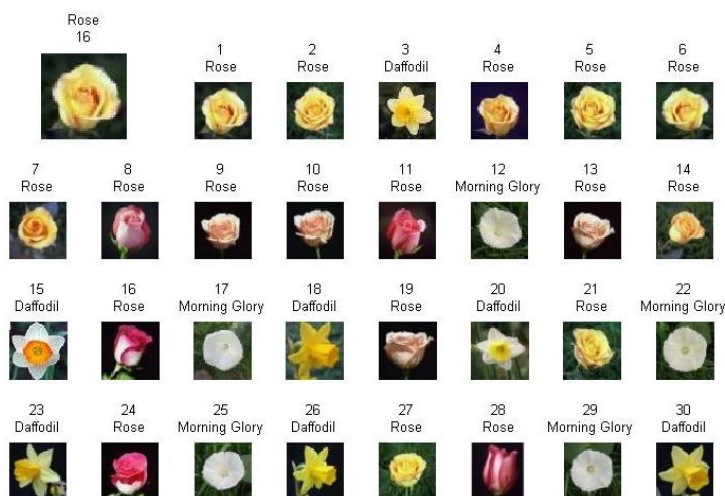 Rose
16
1
Rose
2
Rose
3
Daffodil
4
Rose
5
Rose
6
Rose
7
Rose
8
Rose
9
Rose
10
Rose
11
Rose
12
Morning Glory
13
Rose
14
Rose
15
Daffodil
16
Rose
17
Morning Glory
18
Daffodil
19
Rose
20
Daffodil
21
Rose
22
Morning Glory
23
Daffodil
24
Rose
25
Morning Glory
26
Daffodil
27
Rose
28
Rose
29
Morning Glory
30
Daffodil